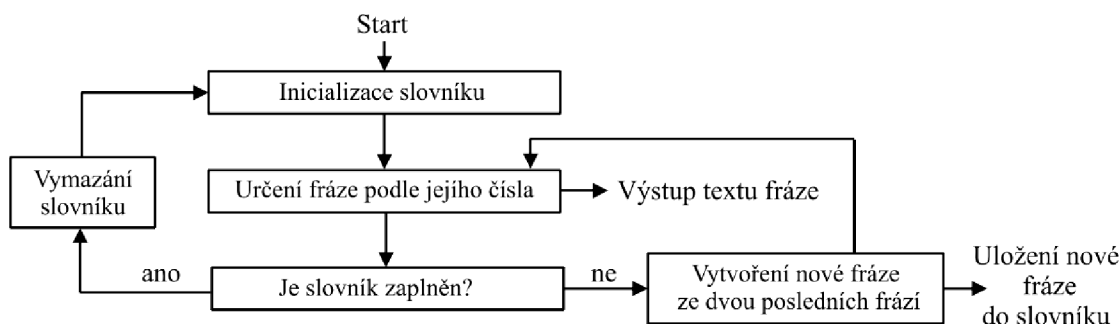 Start
Inicializace slovníku
Vymazání
slovníku
Určení fráze podle jejího čísla
Výstup textu fráze
ano
Je slovník zaplněn?
ne
Vytvoření nové fráze
ze dvou posledních frází
Uložení nové
fráze
do slovníku